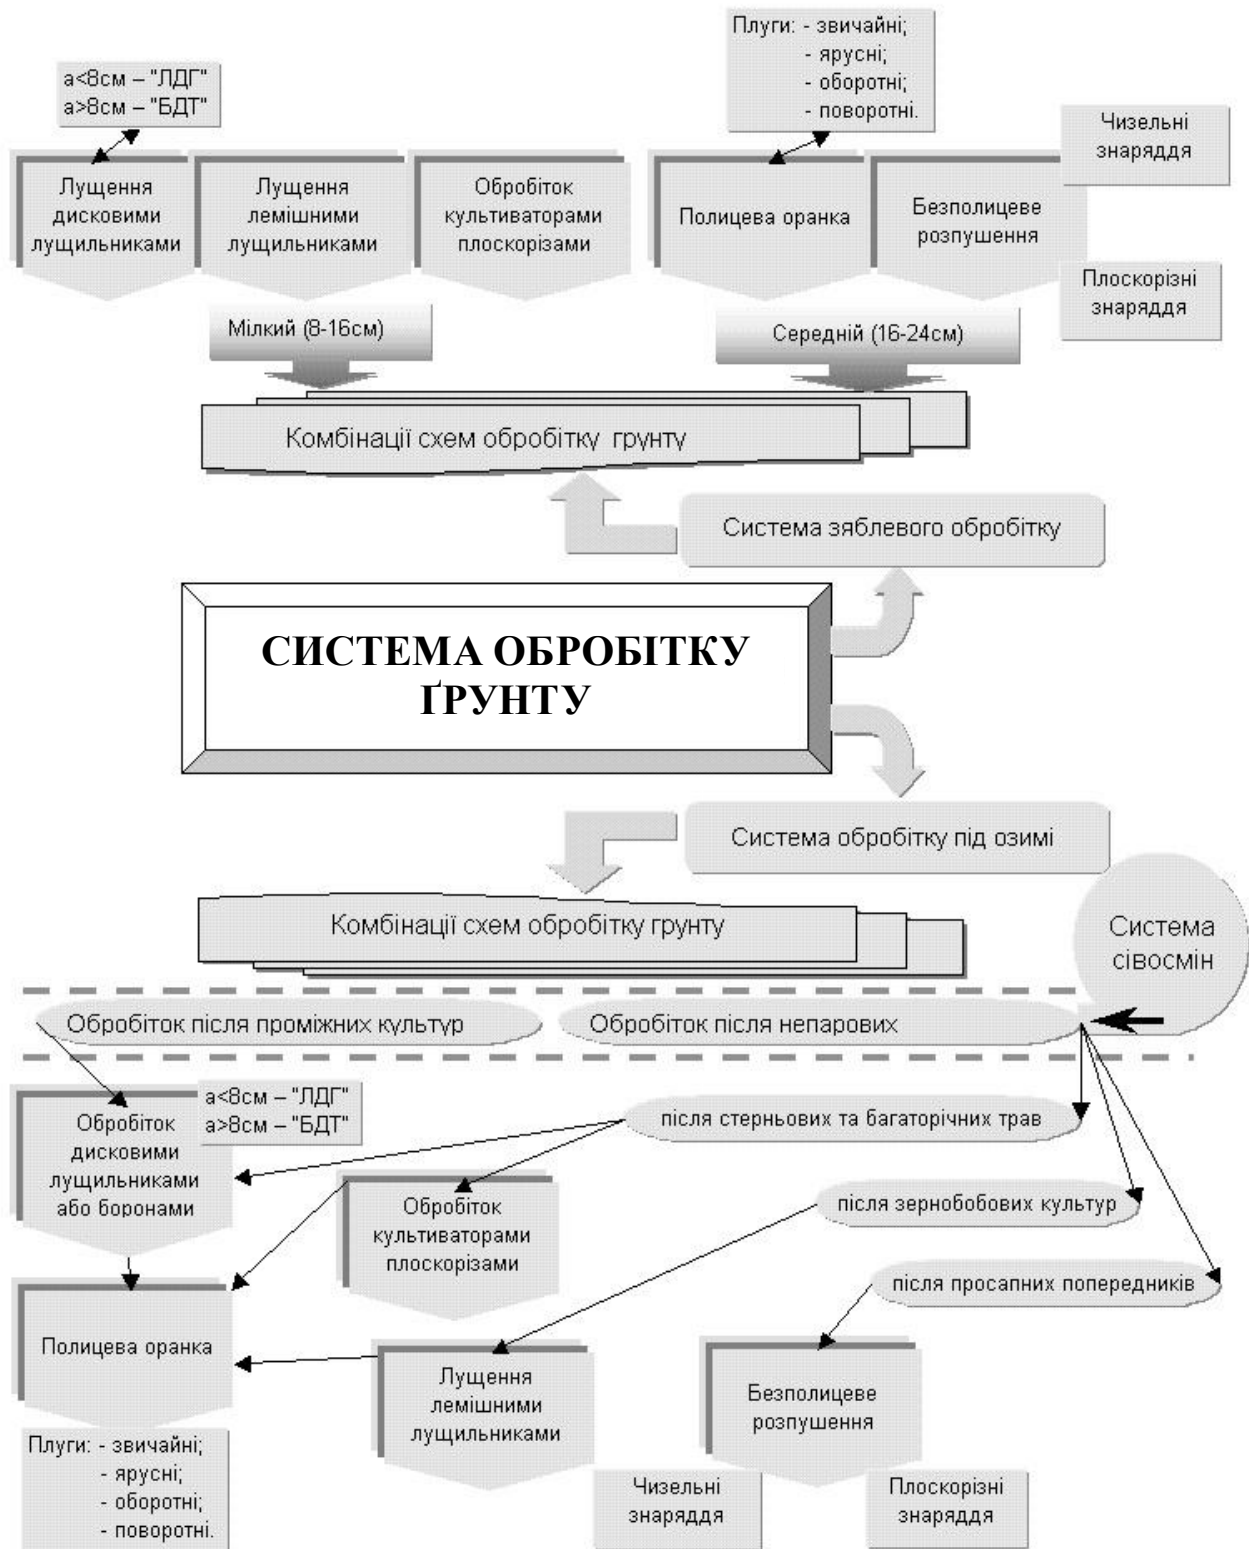 Плуги: - звичайні;
- ярусні;
- оборотні;
- поворотні.
а<8см – "ЛДГ"
а>8см – "БДТ"
Чизельні
знаряддя
Лущення
дисковими
лущильниками
Лущення
лемішними
лущильниками
Обробіток
культиваторами
плоскорізами
Полицева оранка
Безполицеве
розпушення
Плоскорізні
знаряддя
Мілкий (8-16см)
Середній (16-24см)
Комбінації схем обробітку грунту
Система зяблевого обробітку
СИСТЕМА ОБРОБІТКУ
ҐРУНТУ
Система обробітку під озимі
Комбінації схем обробітку грунту
Система
сівосмін
Обробіток після проміжних культур
Обробіток після непарових
а<8см – "ЛДГ"
а>8см – "БДТ"
Обробіток
дисковими
лущильниками
або боронами
після стерньових та багаторічних трав
Обробіток
культиваторами
плоскорізами
після зернобобових культур
після просапних попередників
Полицева оранка
Лущення
лемішними
лущильниками
Безполицеве
розпушення
Плуги: - звичайні;
- ярусні;
- оборотні;
- поворотні.
Чизельні
знаряддя
Плоскорізні
знаряддя